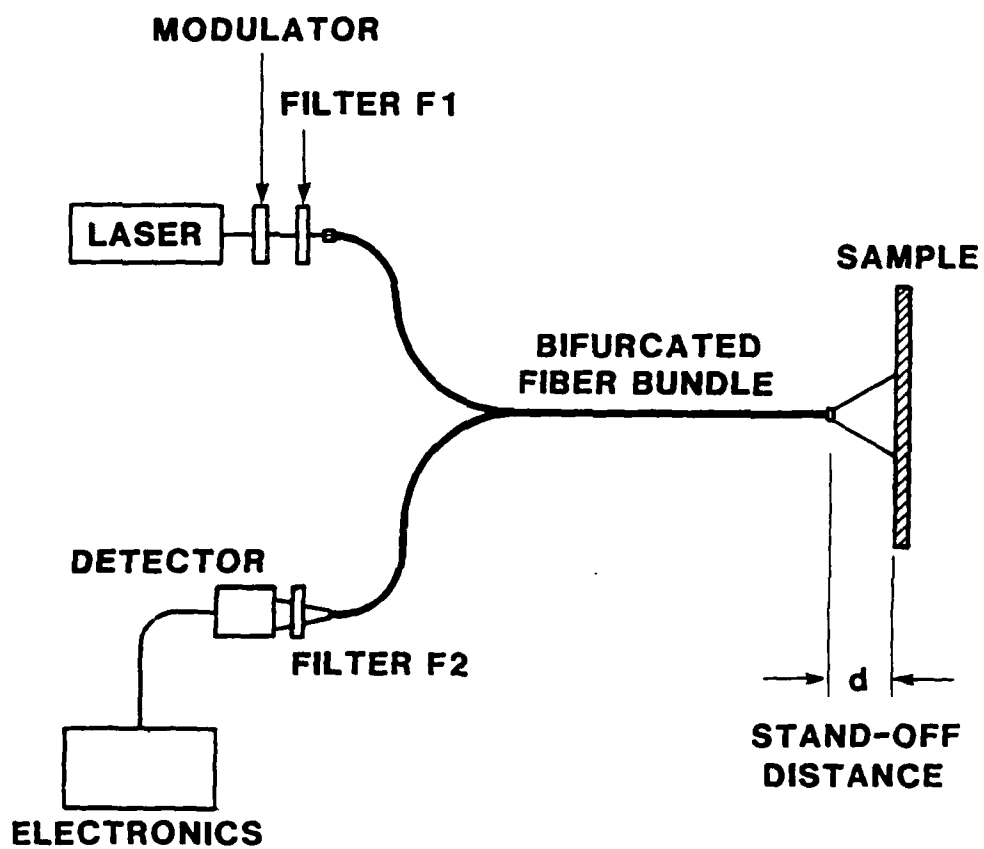 MODULATOR
FILTER F1
LASER
SAMPLE
BIFURCATED
FIBER BUNDLE
DETECTOR
FILTER F2
d
STAND-OFF
DISTANCE
ELECTRONICS